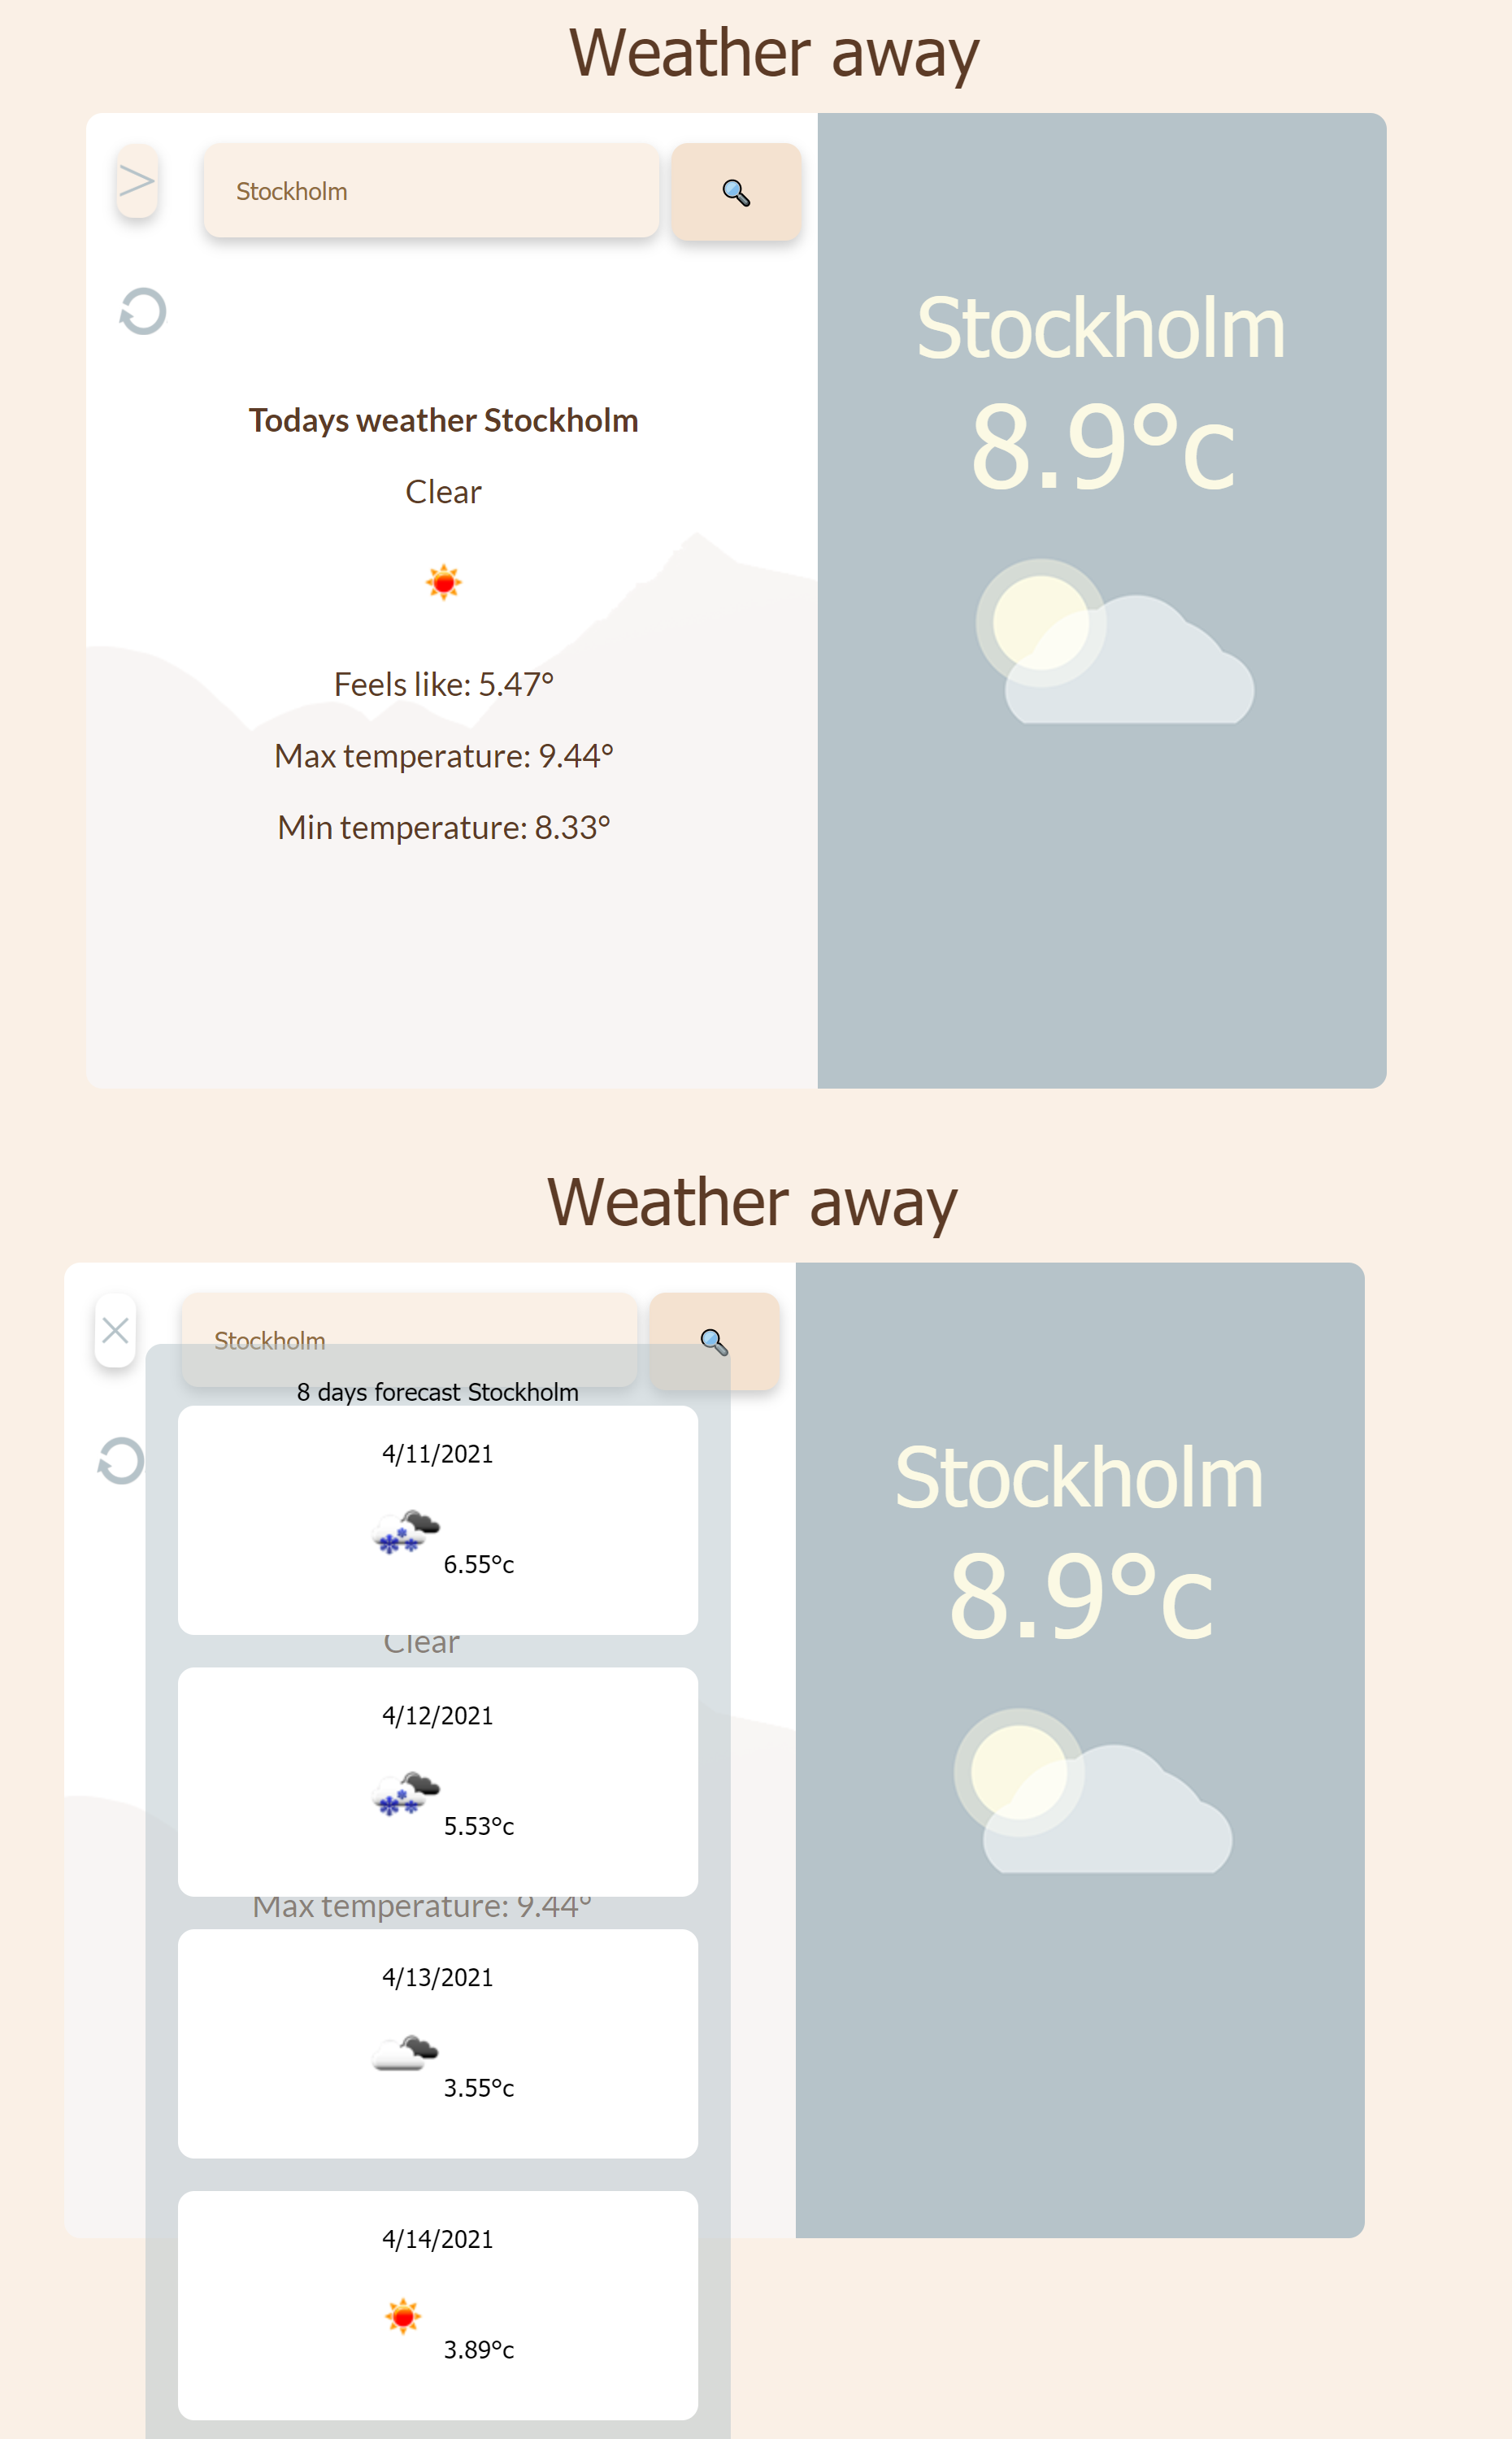 Weather away
>
Stockholm
Todays weather Stockholm
Clear
Feels like: 5.47°
Max temperature: 9.44°
Min temperature: 8.33°
Stockholm
8.9°c
Weather away
×
Stockholm
8 days forecast Stockholm
4/11/2021
6.55°c
Clear
4/12/2021
5.53°c
Max temperature: 9.44°
4/13/2021
3.55°c
4/14/2021
3.89°c
Stockholm
8.9°c